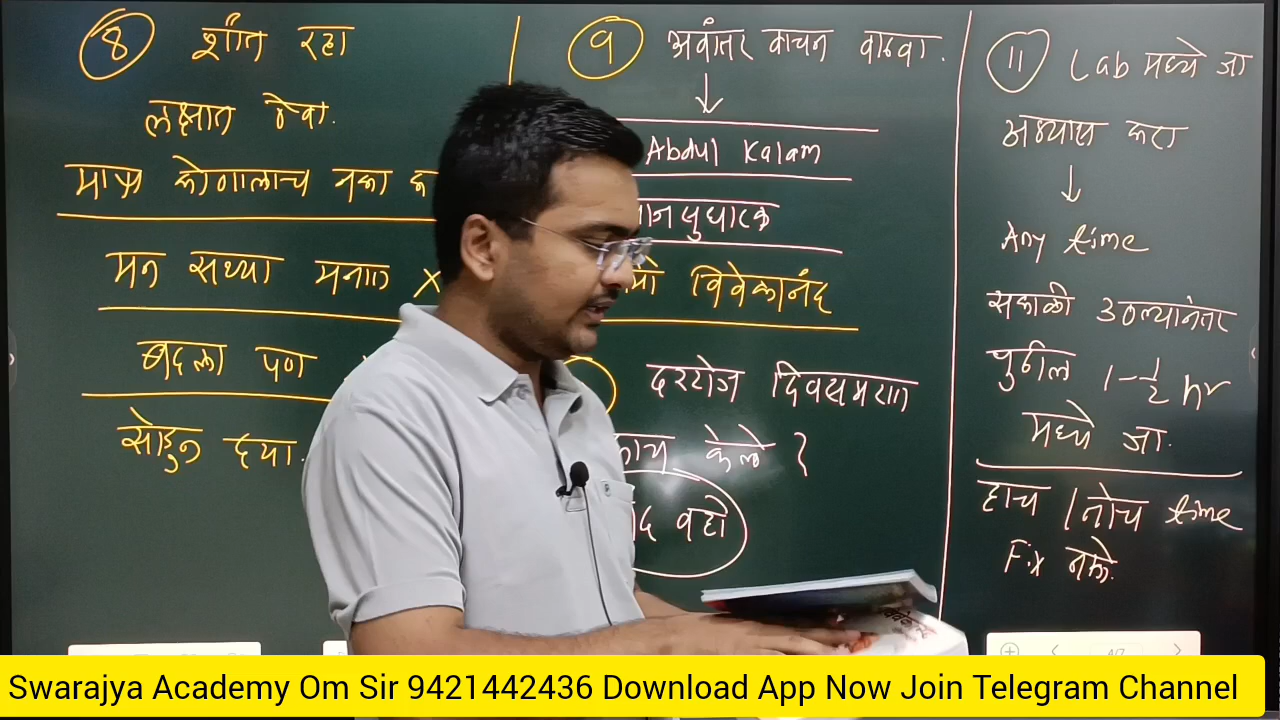 8 शांत रहा
लक्षात ठेवा.
मात्र कोणालाच नका
मन सध्या मनात X
बदला पण
सोडुन द्या.
9 अवांतर वाचन वाढवा.
↓
Abdul Kalam
विवेकानंद
दररोज दिवसभरात
काय केले ?
वही
11 Lab मध्ये जा
अभ्यास करा
↓
Any time
सकाळी उठल्यानंतर
पुढील 1-1/2 hr
मध्ये जा.
हाच / तोच time
Fix नको.
Swarajya Academy Om Sir 9421442436 Download App Now Join Telegram Channel